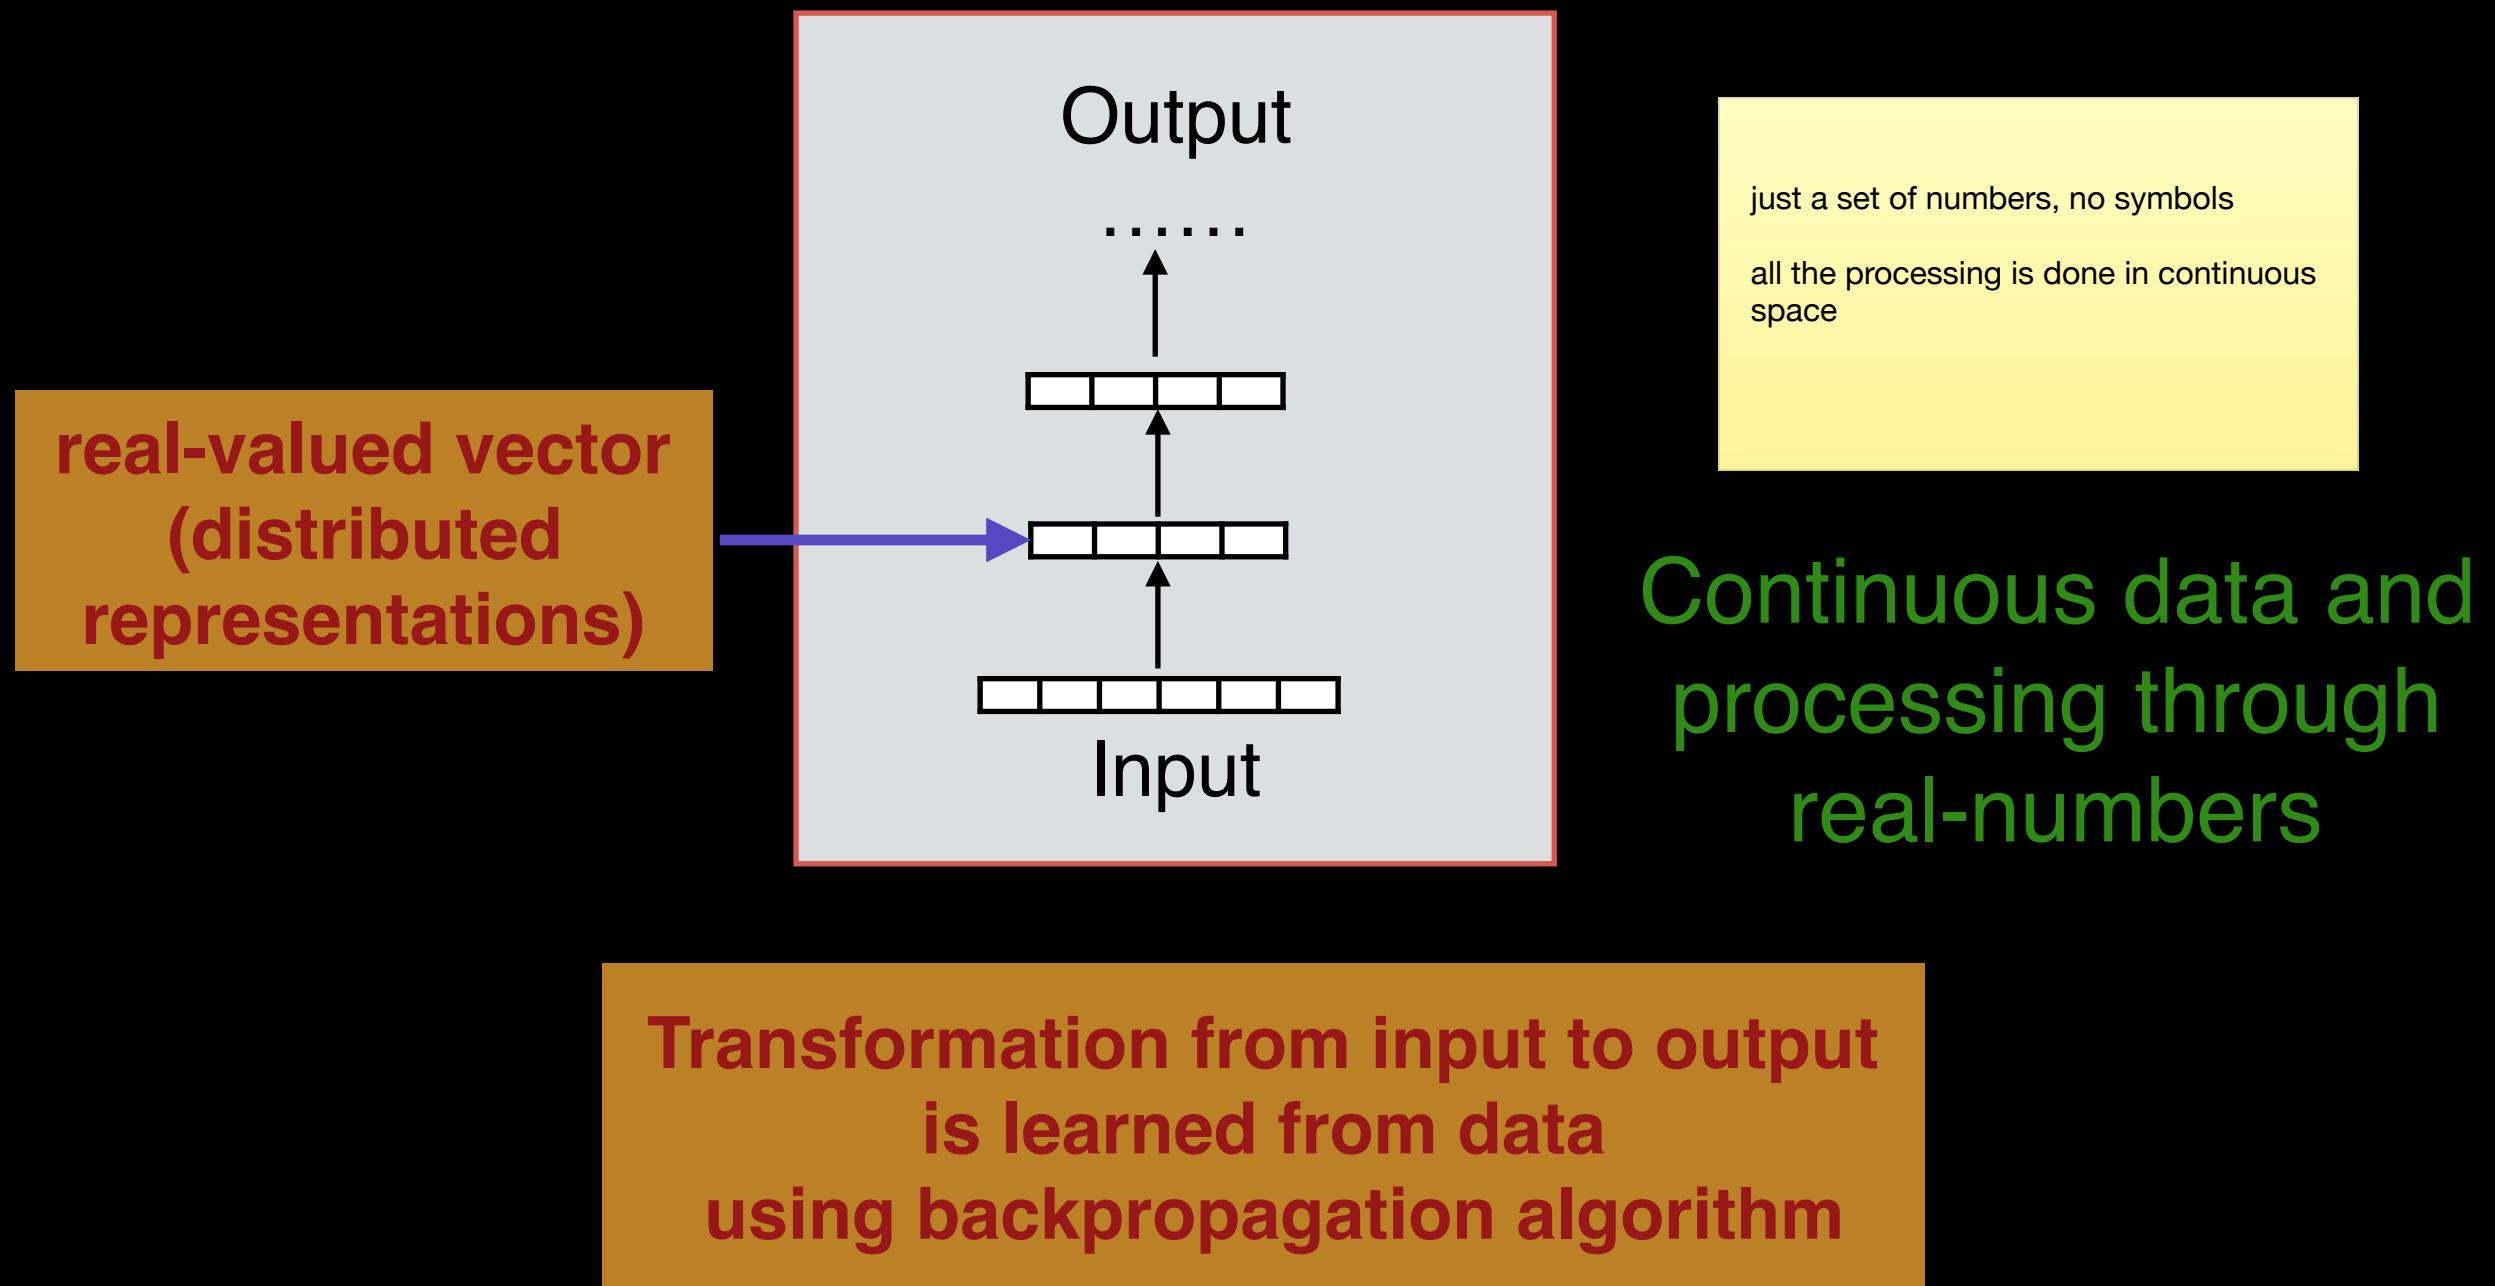 Output
......
just a set of numbers, no symbols
all the processing is done in continuous
space
real-valued vector
(distributed
representations)
Input
Continuous data and
processing through
real-numbers
Transformation from input to output
is learned from data
using backpropagation algorithm